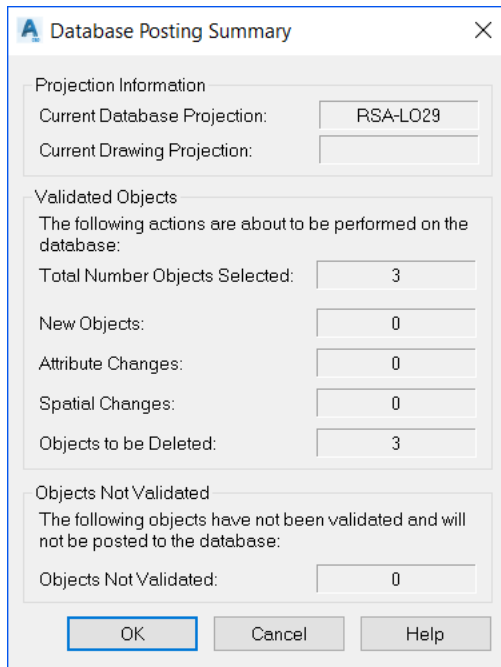 Database Posting Summary
Projection Information
Current Database Projection: RSA-LO29
Current Drawing Projection:
Validated Objects
The following actions are about to be performed on the
database:
Total Number Objects Selected: 3
New Objects: 0
Attribute Changes: 0
Spatial Changes: 0
Objects to be Deleted: 3
Objects Not Validated
The following objects have not been validated and will
not be posted to the database:
Objects Not Validated: 0
OK Cancel Help